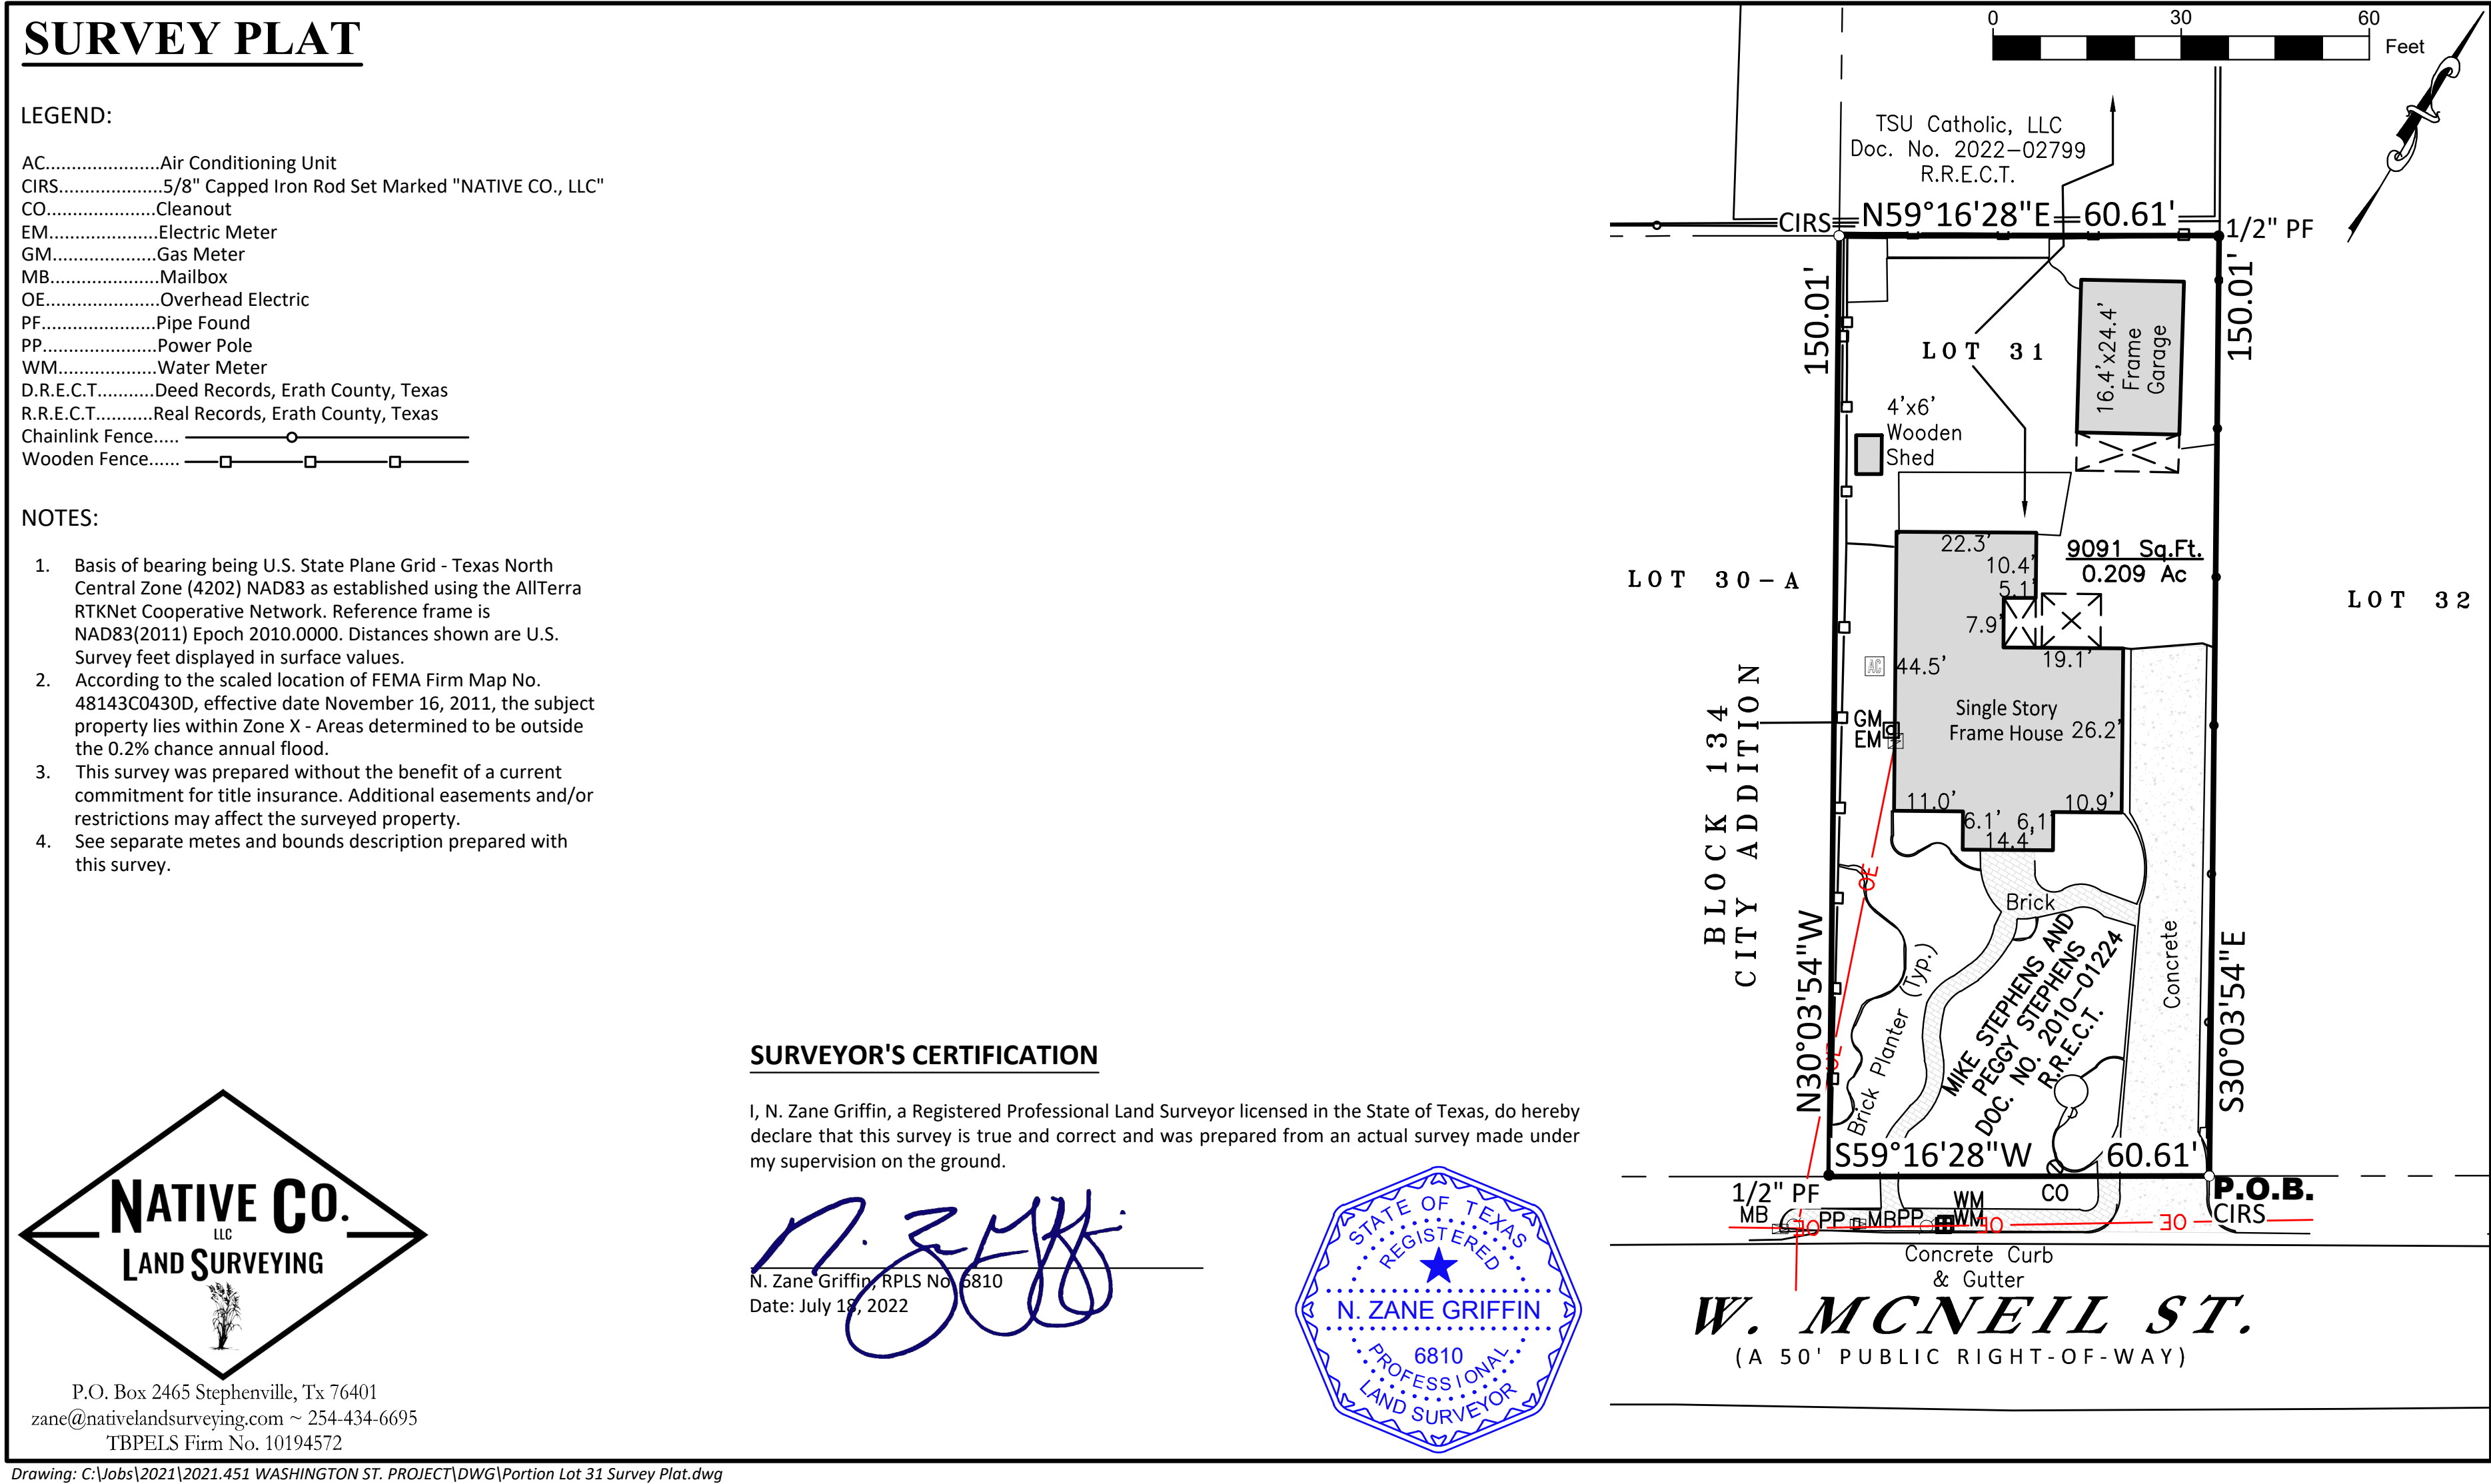 SURVEY PLAT
LEGEND:
AC.....................Air Conditioning Unit
CIRS....................5/8" Capped Iron Rod Set Marked "NATIVE CO., LLC"
CO.....................Cleanout
EM.....................Electric Meter
GM....................Gas Meter
MB.....................Mailbox
OE......................Overhead Electric
PF......................Pipe Found
PP......................Power Pole
WM...................Water Meter
D.R.E.C.T...........Deed Records, Erath County, Texas
R.R.E.C.T...........Real Records, Erath County, Texas
Chainlink Fence.....
Wooden Fence......
NOTES:
1. Basis of bearing being U.S. State Plane Grid - Texas North
Central Zone (4202) NAD83 as established using the AllTerra
RTKNet Cooperative Network. Reference frame is
NAD83(2011) Epoch 2010.0000. Distances shown are U.S.
Survey feet displayed in surface values.
2. According to the scaled location of FEMA Firm Map No.
48143C0430D, effective date November 16, 2011, the subject
property lies within Zone X - Areas determined to be outside
the 0.2% chance annual flood.
3. This survey was prepared without the benefit of a current
commitment for title insurance. Additional easements and/or
restrictions may affect the surveyed property.
4. See separate metes and bounds description prepared with
this survey.
NATIVE CO.
LLC
LAND SURVEYING
P.O. Box 2465 Stephenville, Tx 76401
zane@nativelandsurveying.com ~ 254-434-6695
TBPELS Firm No. 10194572
Drawing: C:\Jobs\2021\2021.451 WASHINGTON ST. PROJECT\DWG\Portion Lot 31 Survey Plat.dwg
SURVEYOR'S CERTIFICATION
I, N. Zane Griffin, a Registered Professional Land Surveyor licensed in the State of Texas, do hereby
declare that this survey is true and correct and was prepared from an actual survey made under
my supervision on the ground.
N. Zane Griffin, RPLS No. 6810
Date: July 18, 2022
STATE OF TEXAS
REGISTERED
N. ZANE GRIFFIN
6810
PROFESSIONAL
LAND SURVEYOR
0 30 60
Feet
TSU Catholic, LLC
Doc. No. 2022-02799
R.R.E.C.T.
CIRS
N59°16'28"E 60.61'
1/2" PF
150.01'
150.01'
LOT 31
16.4'x24.4'
Frame
Garage
4'x6'
Wooden
Shed
22.3'
10.4'
5.1'
7.9'
9091 Sq.Ft.
0.209 Ac
LOT 30-A
LOT 32
AC
44.5'
19.1'
Single Story
Frame House
26.2'
GM
EM
11.0'
10.9'
6.1' 6.1'
14.4'
BLOCK 134
CITY ADDITION
OE
OE
Brick
Brick Planter (Typ.)
MIKE STEPHENS AND
PEGGY STEPHENS
DOC. NO. 2010-01224
R.R.E.C.T.
Concrete
N30°03'54"W
S30°03'54"E
S59°16'28"W 60.61'
1/2" PF
MB
OE
PP
MB
PP
WM
WM
OE
CO
OE
P.O.B.
CIRS
Concrete Curb
& Gutter
W. MCNEIL ST.
(A 50' PUBLIC RIGHT-OF-WAY)